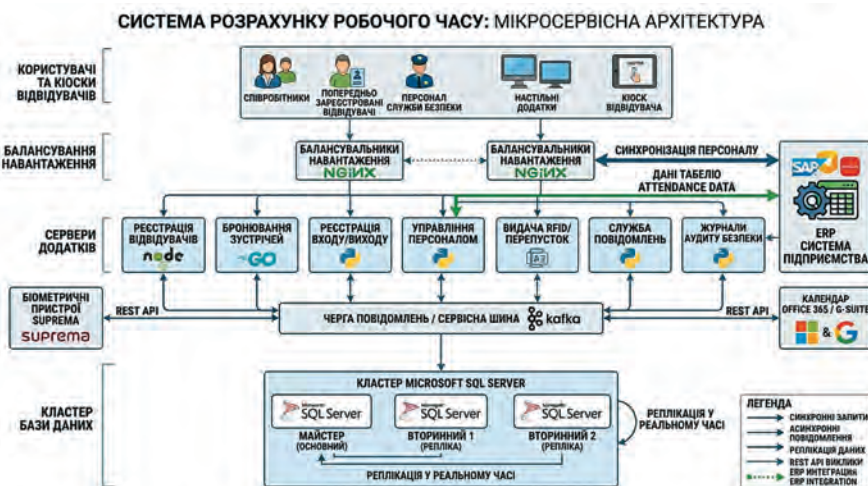 СИСТЕМА РОЗРАХУНКУ РОБОЧОГО ЧАСУ: МІКРОСЕРВІСНА АРХІТЕКТУРА
КОРИСТУВАЧІ
ТА КІОСКИ
ВІДВІДУВАЧІВ
СПІВРОБІТНИКИ
ПОПЕРЕДНЬО
ЗАРЕЄСТРОВАНІ
ВІДВІДУВАЧІ
ПЕРСОНАЛ
СЛУЖБИ БЕЗПЕКИ
НАСТІЛЬНІ
ДОДАТКИ
КІОСК
ВІДВІДУВАЧА
БАЛАНСУВАННЯ
НАВАНТАЖЕННЯ
БАЛАНСУВАЛЬНИКИ
НАВАНТАЖЕННЯ
NGINX
БАЛАНСУВАЛЬНИКИ
НАВАНТАЖЕННЯ
NGINX
СИНХРОНІЗАЦІЯ ПЕРСОНАЛУ
ДАНІ ТАБЕЛЮ
ATTENDANCE DATA
SAP
ERP
СИСТЕМА
ПІДПРИЄМСТВА
СЕРВЕРИ
ДОДАТКІВ
РЕЄСТРАЦІЯ
ВІДВІДУВАЧІВ
node
БРОНЮВАННЯ
ЗУСТРІЧЕЙ
GO
РЕЄСТРАЦІЯ
ВХОДУ/ВИХОДУ
УПРАВЛІННЯ
ПЕРСОНАЛОМ
ВИДАЧА RFID/
ПЕРЕПУСТОК
СЛУЖБА
ПОВІДОМЛЕНЬ
ЖУРНАЛИ
АУДИТУ БЕЗПЕКИ
БІОМЕТРИЧНІ
ПРИСТРОЇ
SUPREMA
suprema
REST API
ЧЕРГА ПОВІДОМЛЕНЬ / СЕРВІСНА ШИНА
kafka
REST API
КАЛЕНДАР
OFFICE 365 / G-SUITE
& G
КЛАСТЕР
БАЗИ ДАНИХ
КЛАСТЕР MICROSOFT SQL SERVER
SQL Server
SQL Server
SQL Server
МАЙСТЕР
(ОСНОВНИЙ)
ВТОРИННИЙ 1
(РЕПЛІКА)
ВТОРИННИЙ 2
(РЕПЛІКА)
РЕПЛІКАЦІЯ У РЕАЛЬНОМУ ЧАСІ
РЕПЛІКАЦІЯ У
РЕАЛЬНОМУ ЧАСІ
ЛЕГЕНДА
СИНХРОННІ ЗАПИТИ
АСИНХРОННІ
ПОВІДОМЛЕННЯ
РЕПЛІКАЦІЯ ДАНИХ
REST API ВИКЛИКИ
ERP ИНТЕГРАЦИЯ
ERP INTEGRATION